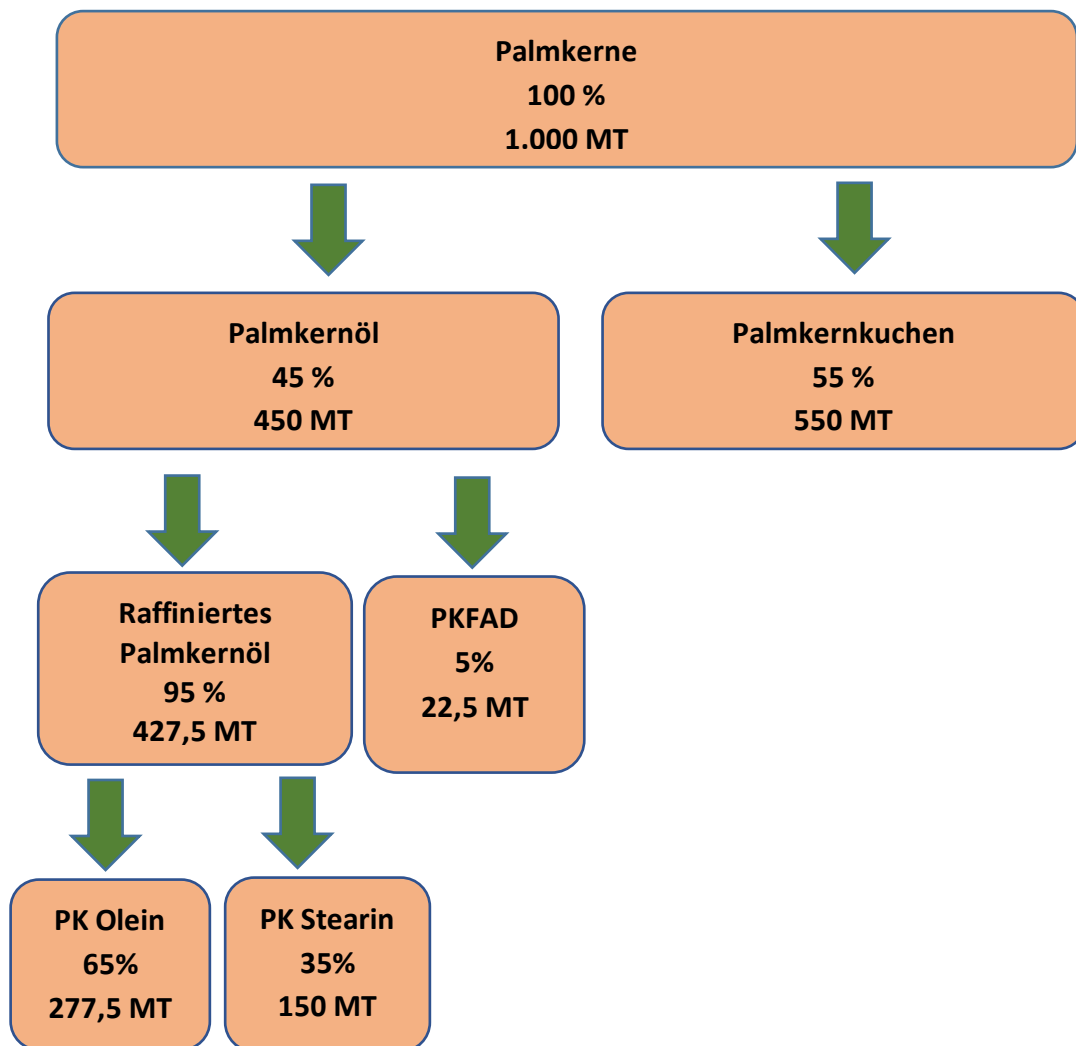 Palmkerne
100 %
1.000 MT
Palmkernöl
45 %
450 MT
Palmkernkuchen
55 %
550 MT
Raffiniertes
Palmkernöl
95 %
427,5 MT
PKFAD
5%
22,5 MT
PK Olein
65%
277,5 MT
PK Stearin
35%
150 MT